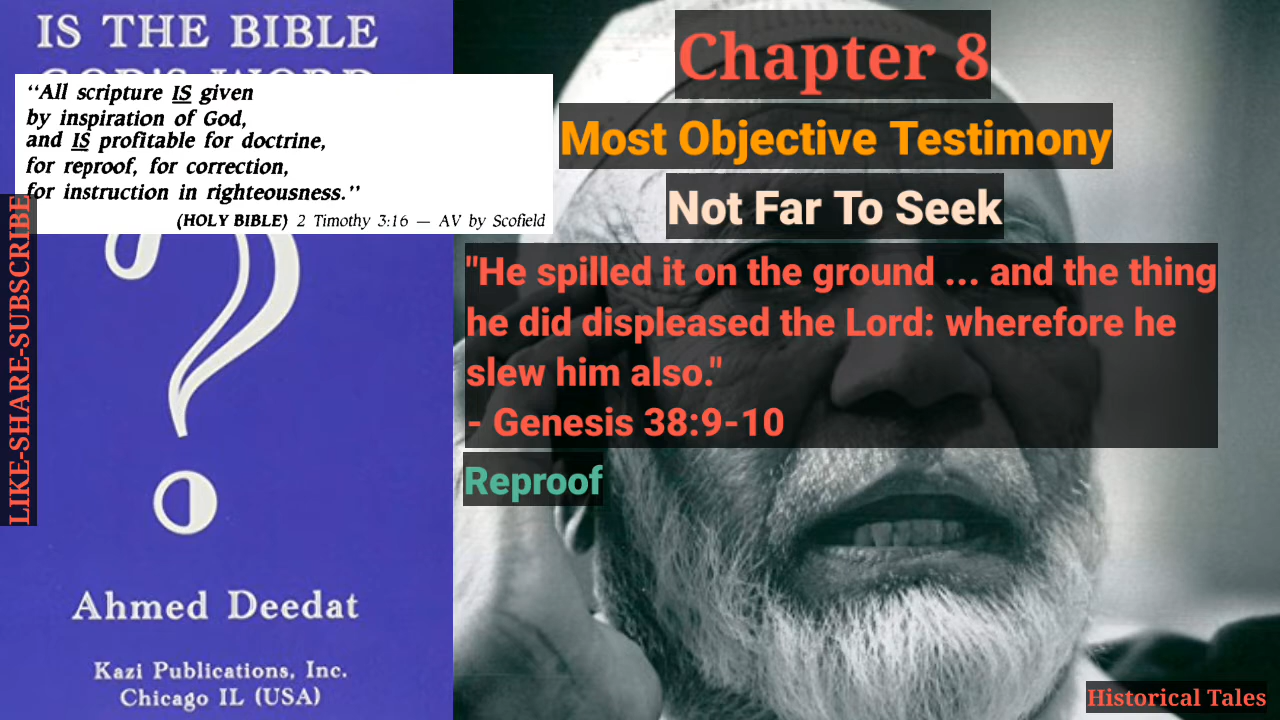 IS THE BIBLE
GOD'S WORD
"All scripture IS given
by inspiration of God,
and IS profitable for doctrine,
for reproof, for correction,
for instruction in righteousness."
(HOLY BIBLE) 2 Timothy 3:16 — AV by Scofield
?
LIKE-SHARE-SUBSCRIBE
Ahmed Deedat
Kazi Publications, Inc.
Chicago IL (USA)
Chapter 8
Most Objective Testimony
Not Far To Seek
"He spilled it on the ground ... and the thing
he did displeased the Lord: wherefore he
slew him also."
- Genesis 38:9-10
Reproof
Historical Tales